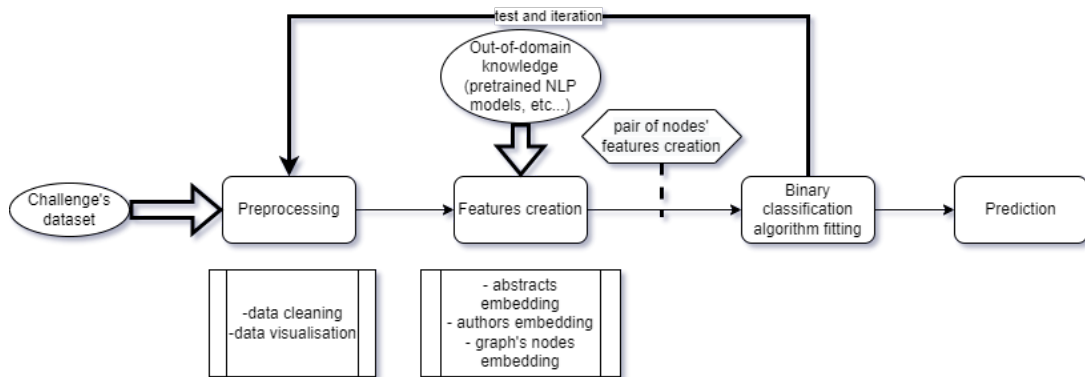 test and iteration
Out-of-domain
knowledge
(pretrained NLP
models, etc...)
pair of nodes'
features creation
Challenge's
dataset
Preprocessing
Features creation
Binary
classification
algorithm fitting
Prediction
-data cleaning
-data visualisation
- abstracts
embedding
- authors embedding
- graph's nodes
embedding